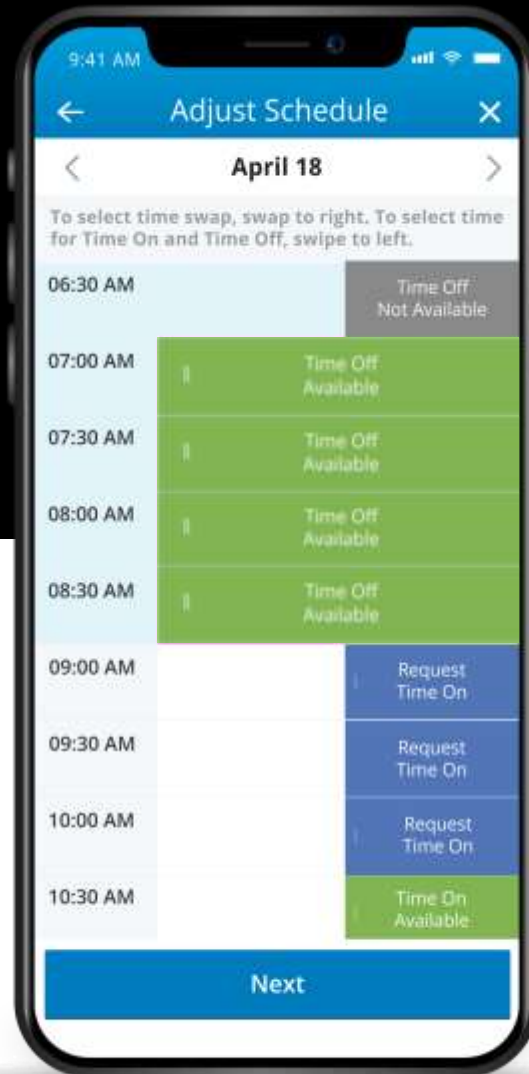 9:41 AM
Adjust Schedule
April 18
To select time swap, swap to right. To select time
for Time On and Time Off, swipe to left.
06:30 AM
Time Off
Not Available
07:00 AM
Time Off
Available
07:30 AM
Time Off
Available
08:00 AM
Time Off
Available
08:30 AM
Time Off
Available
09:00 AM
Request
Time On
09:30 AM
Request
Time On
10:00 AM
Request
Time On
10:30 AM
Time On
Available
Next